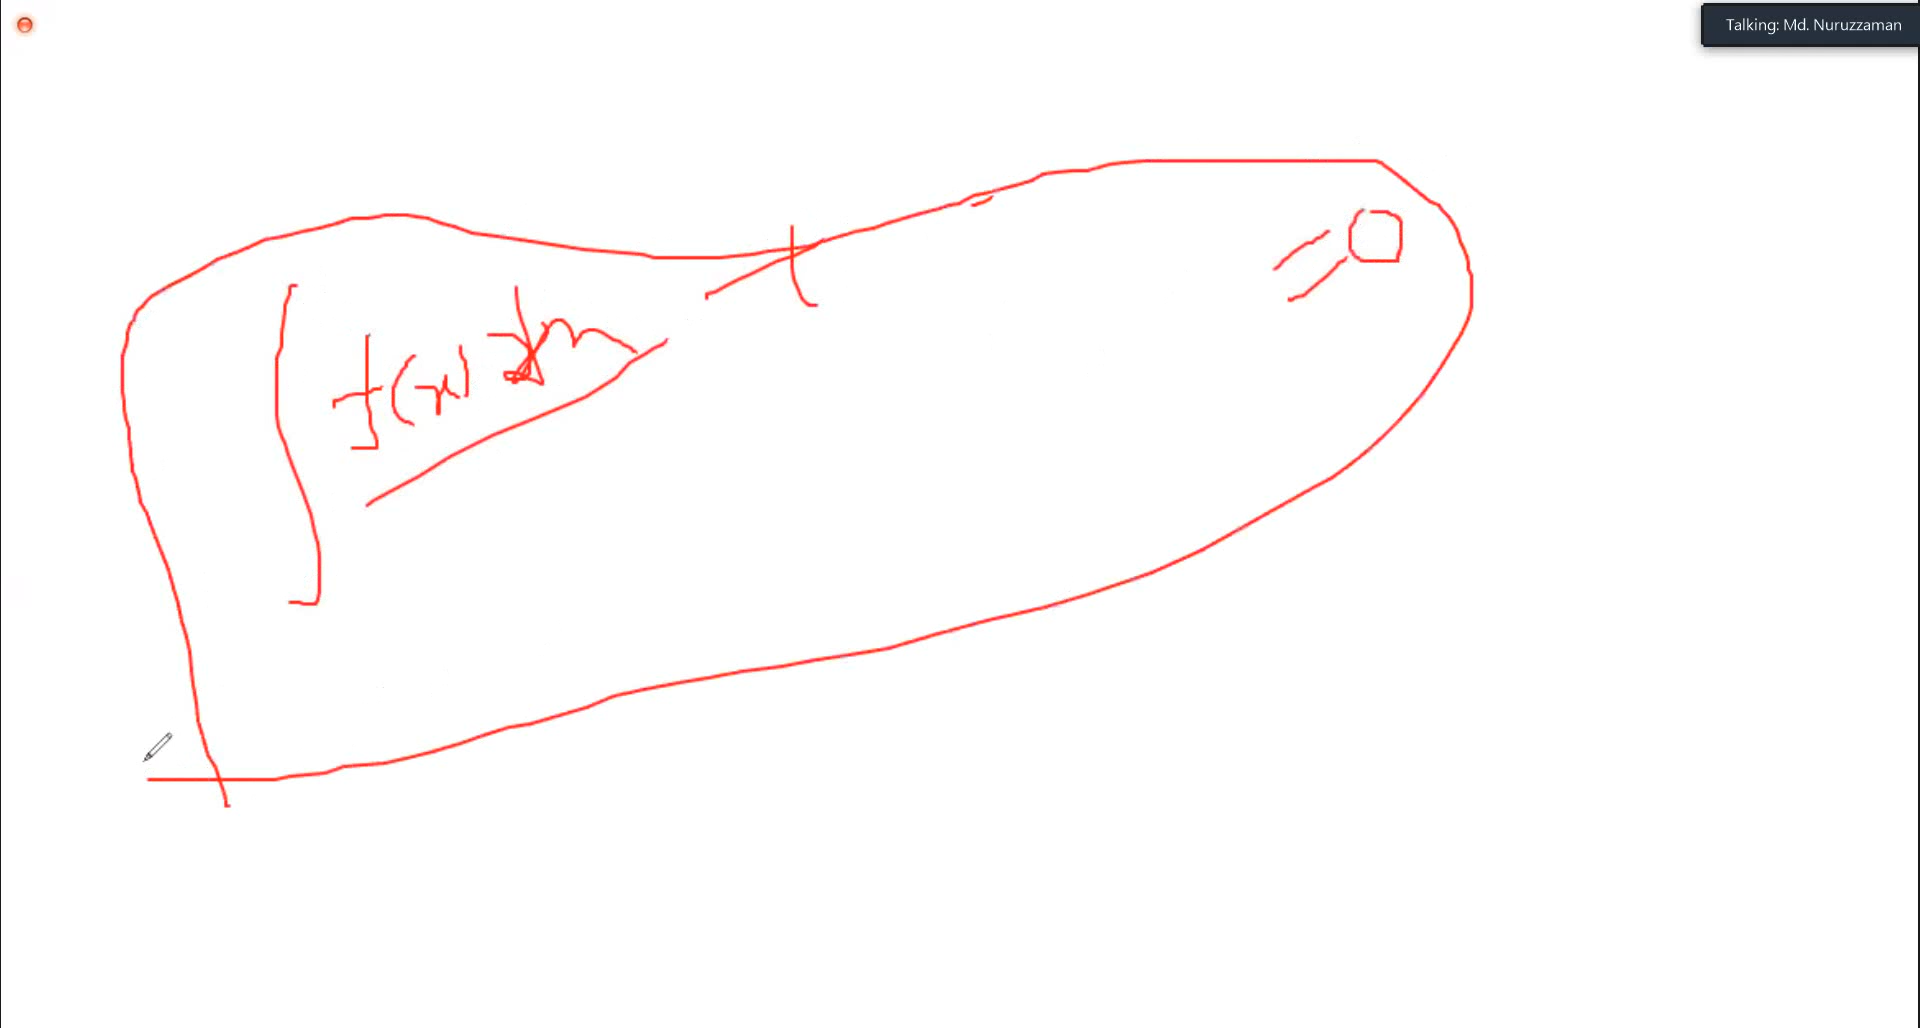 Talking: Md. Nuruzzaman
∫ f(x) dx + = 0